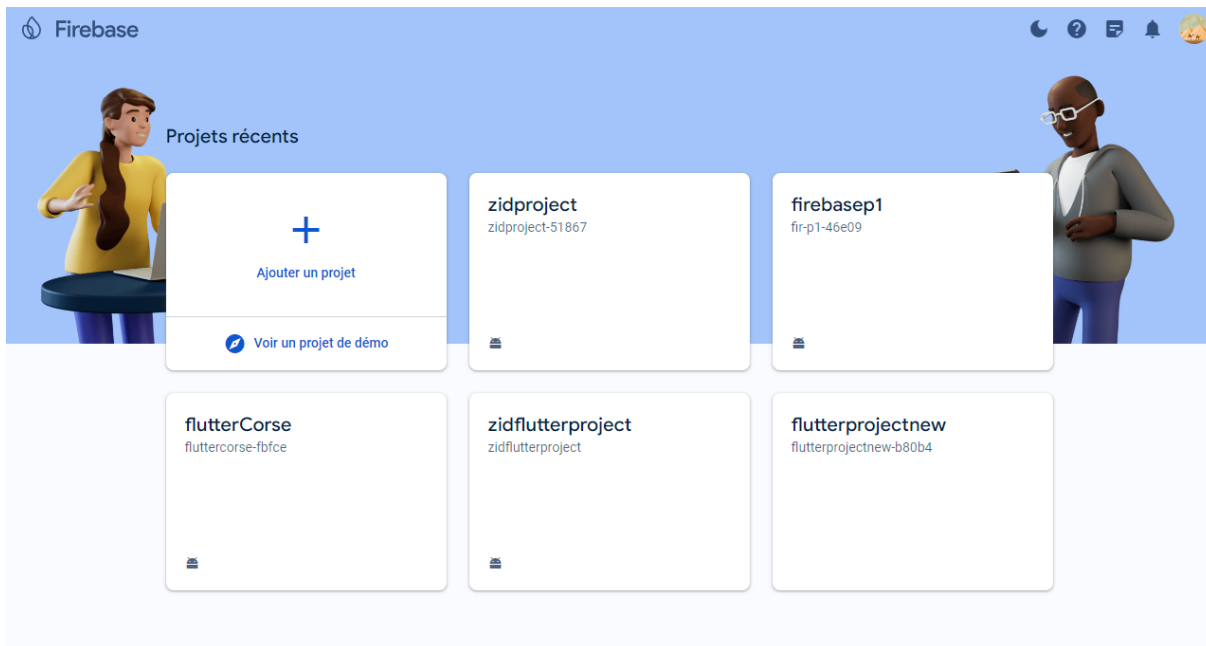 Firebase
Projets récents
Ajouter un projet
Voir un projet de démo
zidproject
zidproject-51867
firebasep1
fir-p1-46e09
flutterCorse
fluttercorse-fbfce
zidflutterproject
zidflutterproject
flutterprojectnew
flutterprojectnew-b80b4